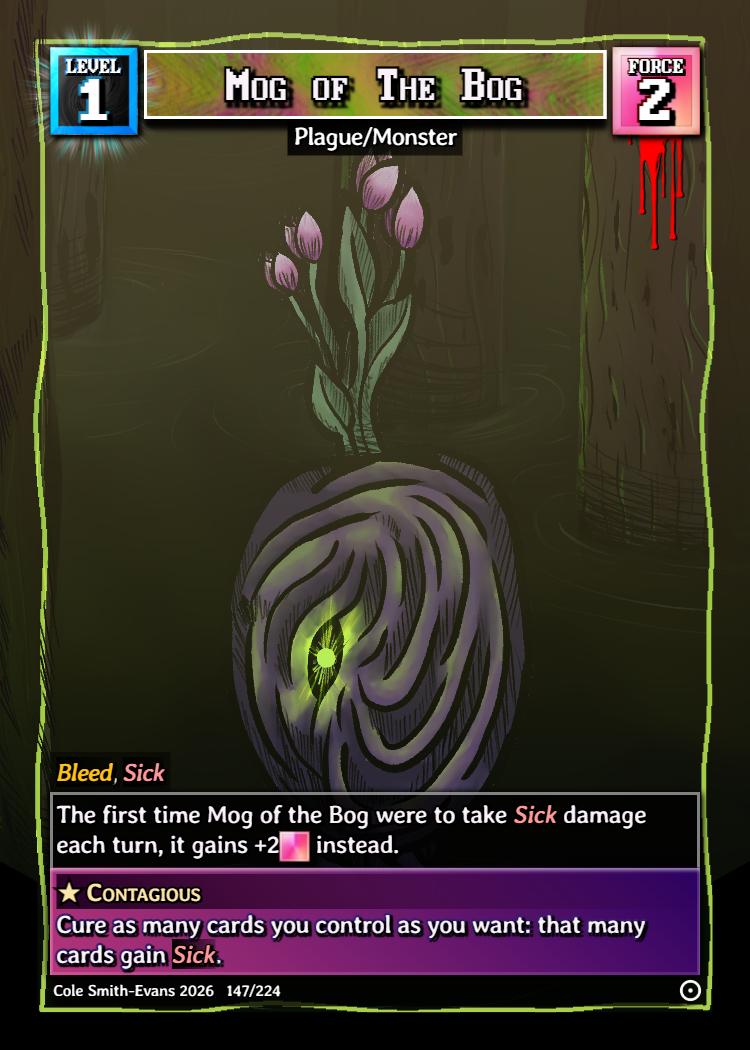 LEVEL
1
Mog of The Bog
FORCE
2
Plague/Monster
Bleed, Sick
The first time Mog of the Bog were to take Sick damage
each turn, it gains +2 instead.
★ Contagious
Cure as many cards you control as you want: that many
cards gain Sick.
Cole Smith-Evans 2026 147/224